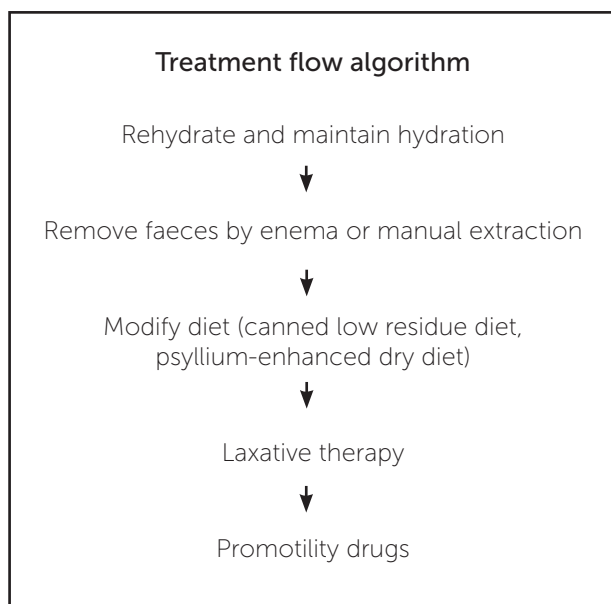 Treatment flow algorithm
Rehydrate and maintain hydration
Remove faeces by enema or manual extraction
Modify diet (canned low residue diet,
psyllium-enhanced dry diet)
Laxative therapy
Promotility drugs